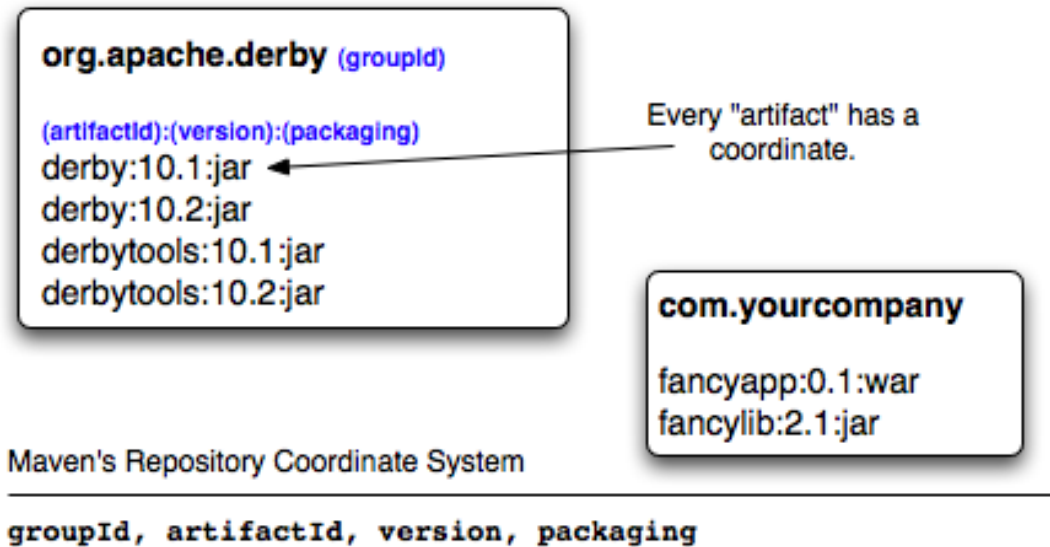 org.apache.derby (groupId)
(artifactId):(version):(packaging)
derby:10.1:jar
derby:10.2:jar
derbytools:10.1:jar
derbytools:10.2:jar
Every "artifact" has a
coordinate.
com.yourcompany
fancyapp:0.1:war
fancylib:2.1:jar
Maven's Repository Coordinate System
groupId, artifactId, version, packaging